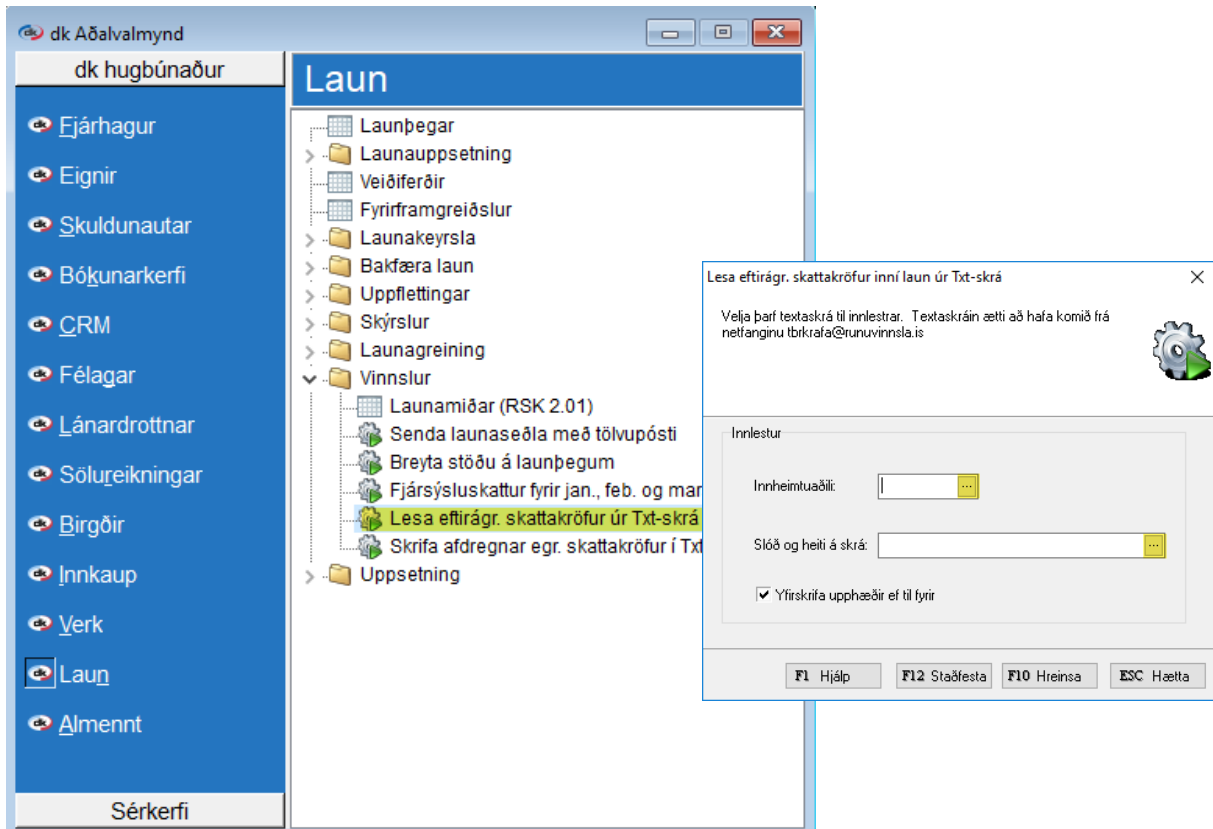 dk Aðalvalmynd
dk hugbúnaður
Fjárhagur
Eignir
Skuldunautar
Bókunarkerfi
CRM
Félagar
Lánardrottnar
Sölureikningar
Birgðir
Innkaup
Verk
Laun
Almennt
Sérkerfi
Laun
Launþegar
Launauppsetning
Veiðiferðir
Fyrirframgreiðslur
Launakeyrsla
Bakfæra laun
Uppflettingar
Skýrslur
Launagreining
Vinnslur
Launamiðar (RSK 2.01)
Senda launaseðla með tölvupósti
Breyta stöðu á launþegum
Fjársýsluskattur fyrir jan., feb. og mar
Lesa eftirágr. skattakröfur úr Txt-skrá
Skrifa afdregnar egr. skattakröfur í Txt
Uppsetning
Lesa eftirágr. skattakröfur inní laun úr Txt-skrá
Velja þarf textaskrá til innlestrar. Textaskráin ætti að hafa komið frá
netfanginu tbrkrafa@runuvinnsla.is
Innlestur
Innheimtuaðili:
Slóð og heiti á skrá:
Yfirskrifa upphæðir ef til fyrir
F1 Hjálp
F12 Staðfesta
F10 Hreinsa
ESC Hætta